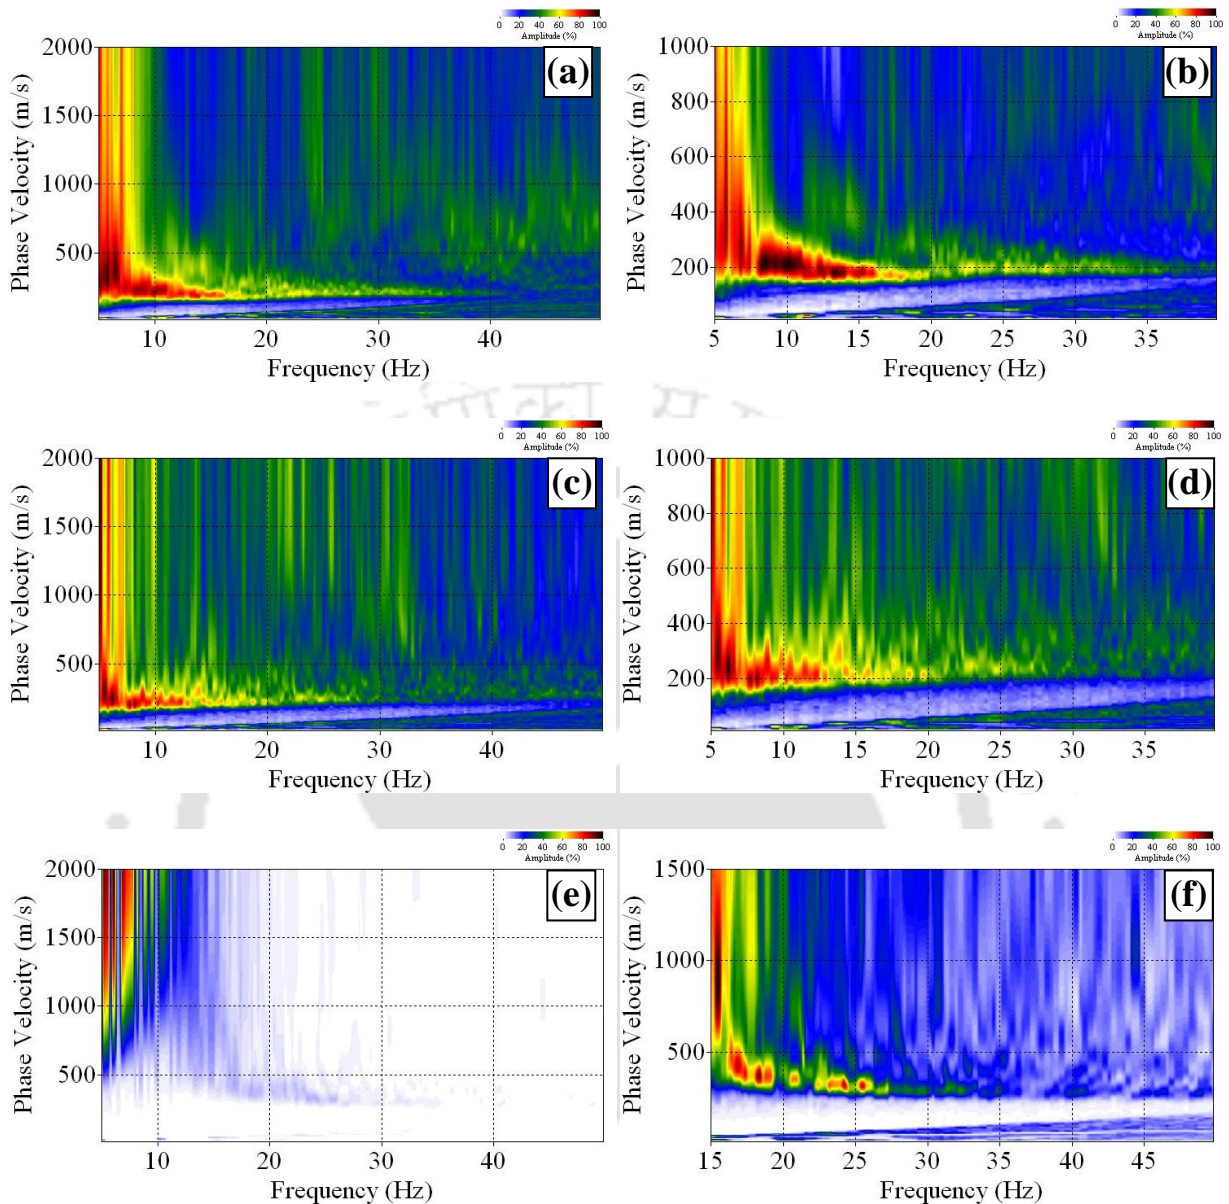 0 20 40 60 80 100
Amplitude (%)
(a)
2000
1500
1000
500
Phase Velocity (m/s)
10 20 30 40
Frequency (Hz)
0 20 40 60 80 100
Amplitude (%)
(b)
1000
800
600
400
200
Phase Velocity (m/s)
5 10 15 20 25 30 35
Frequency (Hz)
0 20 40 60 80 100
Amplitude (%)
(c)
2000
1500
1000
500
Phase Velocity (m/s)
10 20 30 40
Frequency (Hz)
0 20 40 60 80 100
Amplitude (%)
(d)
1000
800
600
400
200
Phase Velocity (m/s)
5 10 15 20 25 30 35
Frequency (Hz)
0 20 40 60 80 100
Amplitude (%)
(e)
2000
1500
1000
500
Phase Velocity (m/s)
10 20 30 40
Frequency (Hz)
0 20 40 60 80 100
Amplitude (%)
(f)
1500
1000
500
Phase Velocity (m/s)
15 20 25 30 35 40 45
Frequency (Hz)